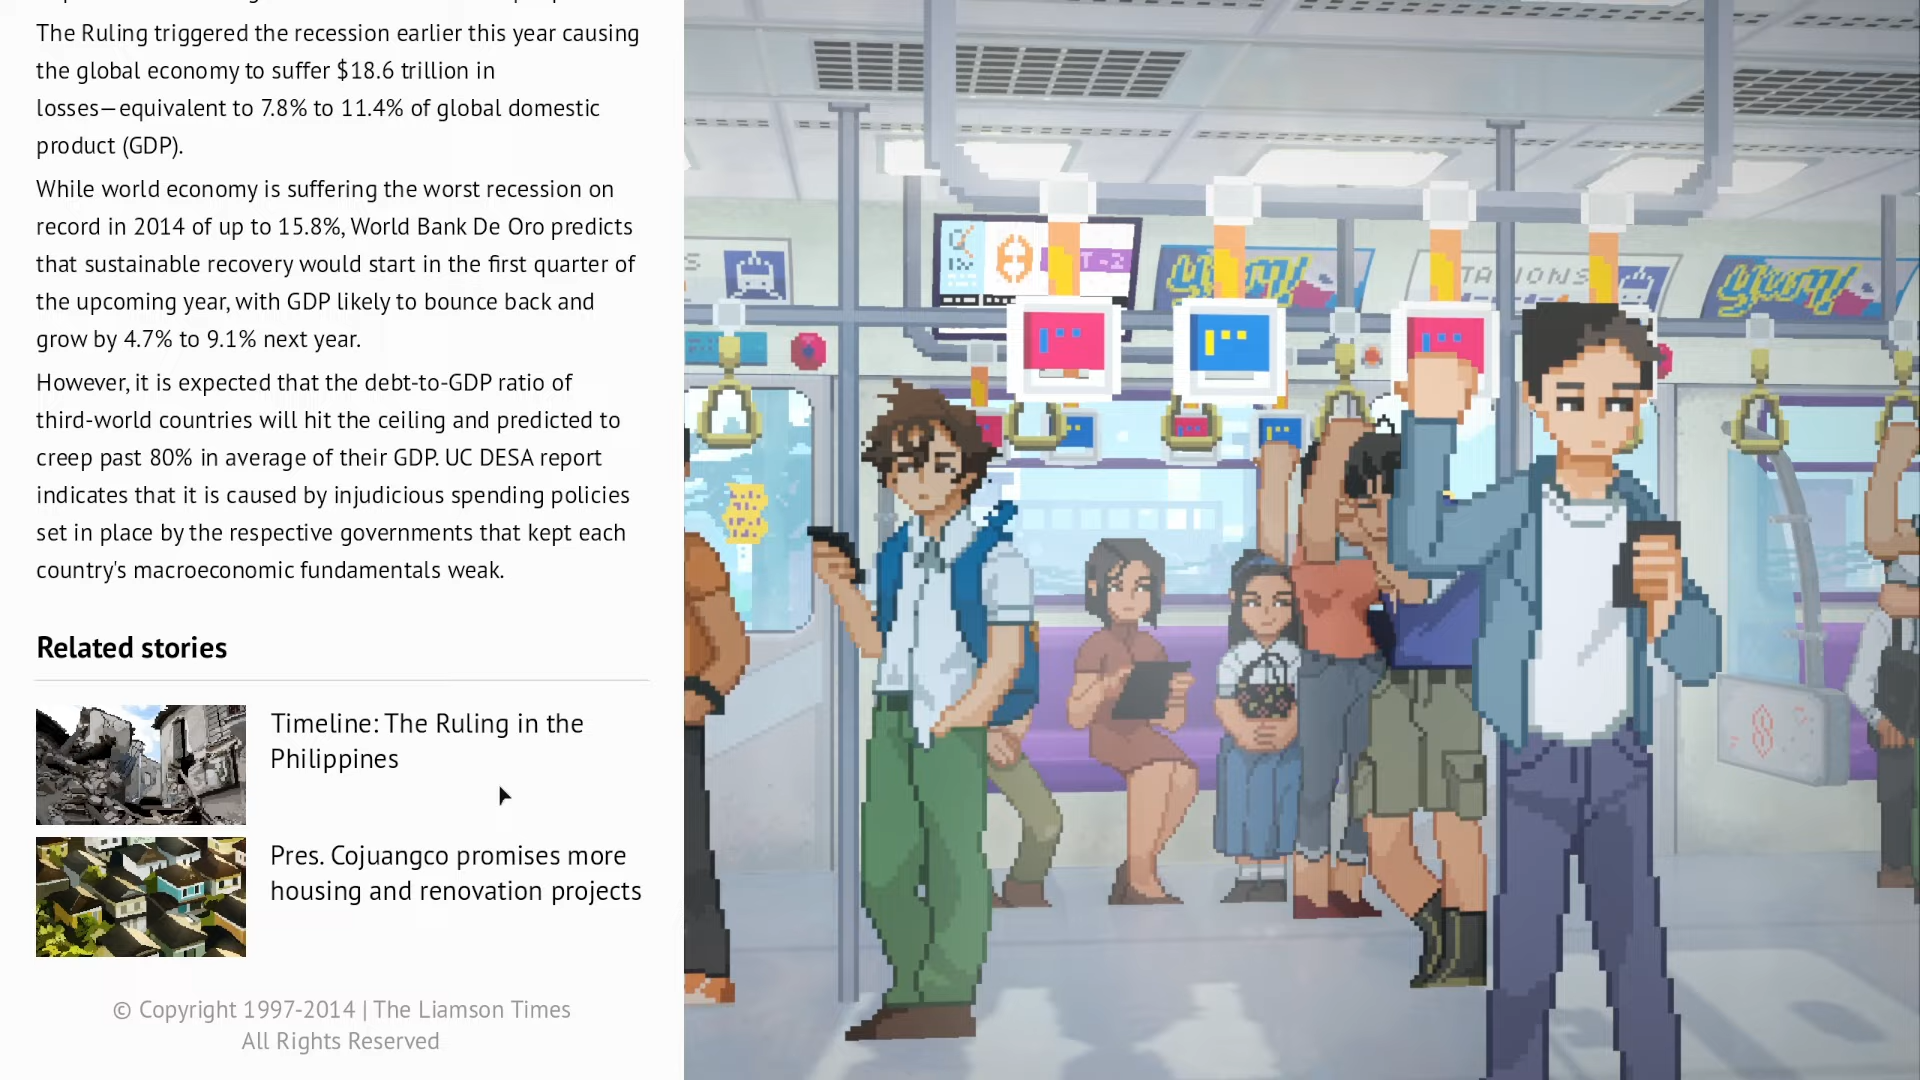 The Ruling triggered the recession earlier this year causing
the global economy to suffer $18.6 trillion in
losses—equivalent to 7.8% to 11.4% of global domestic
product (GDP).
While world economy is suffering the worst recession on
record in 2014 of up to 15.8%, World Bank De Oro predicts
that sustainable recovery would start in the first quarter of
the upcoming year, with GDP likely to bounce back and
grow by 4.7% to 9.1% next year.
However, it is expected that the debt-to-GDP ratio of
third-world countries will hit the ceiling and predicted to
creep past 80% in average of their GDP. UC DESA report
indicates that it is caused by injudicious spending policies
set in place by the respective governments that kept each
country's macroeconomic fundamentals weak.
Related stories
Timeline: The Ruling in the
Philippines
Pres. Cojuangco promises more
housing and renovation projects
© Copyright 1997-2014 | The Liamson Times
All Rights Reserved